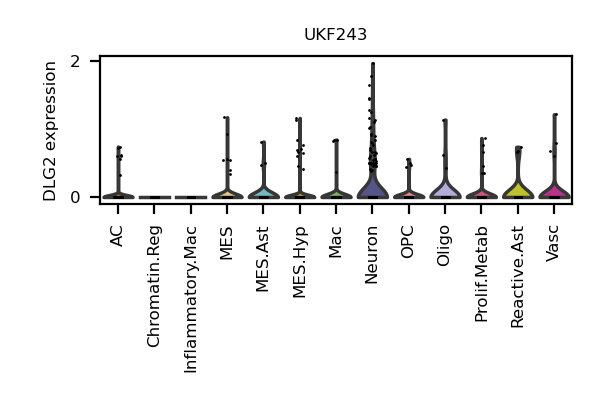 UKF243
DLG2 expression
2
0
AC
Chromatin.Reg
Inflammatory.Mac
MES
MES.Ast
MES.Hyp
Mac
Neuron
OPC
Oligo
Prolif.Metab
Reactive.Ast
Vasc